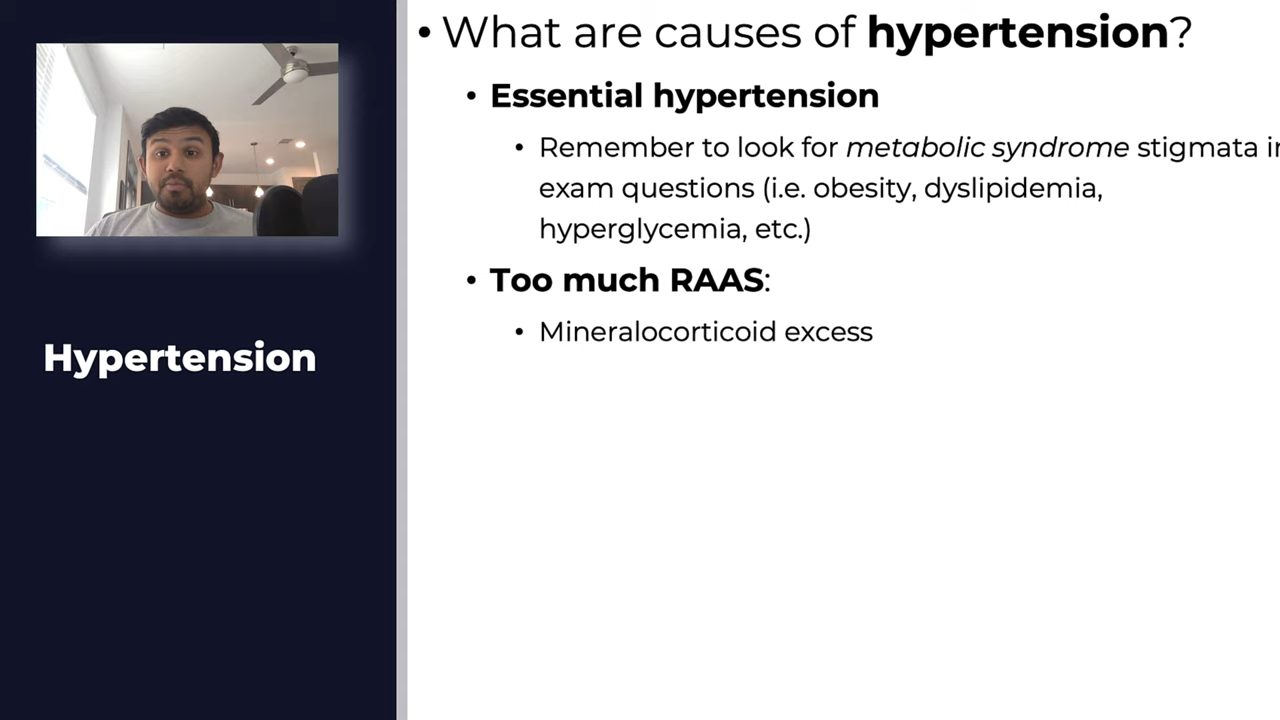 • What are causes of hypertension?
• Essential hypertension
• Remember to look for metabolic syndrome stigmata
exam questions (i.e. obesity, dyslipidemia,
hyperglycemia, etc.)
• Too much RAAS:
• Mineralocorticoid excess
Hypertension